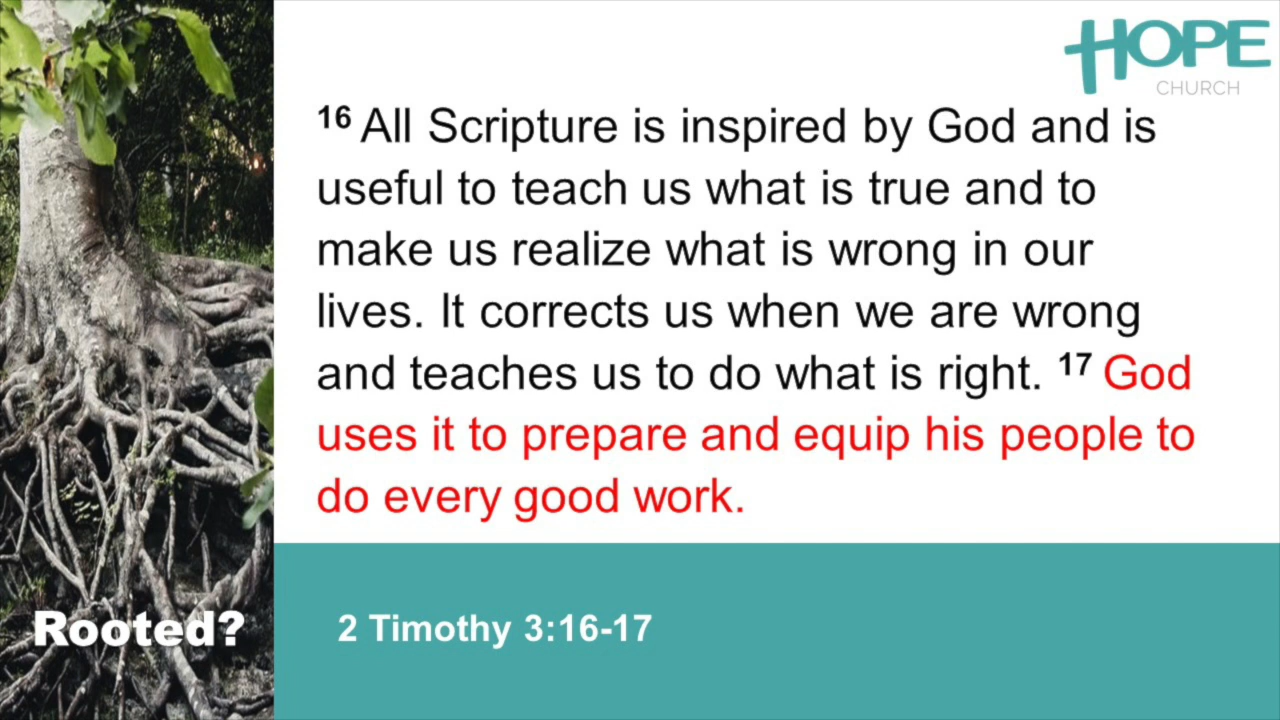 HOPE
CHURCH
16 All Scripture is inspired by God and is
useful to teach us what is true and to
make us realize what is wrong in our
lives. It corrects us when we are wrong
and teaches us to do what is right. 17 God
uses it to prepare and equip his people to
do every good work.
Rooted?
2 Timothy 3:16-17